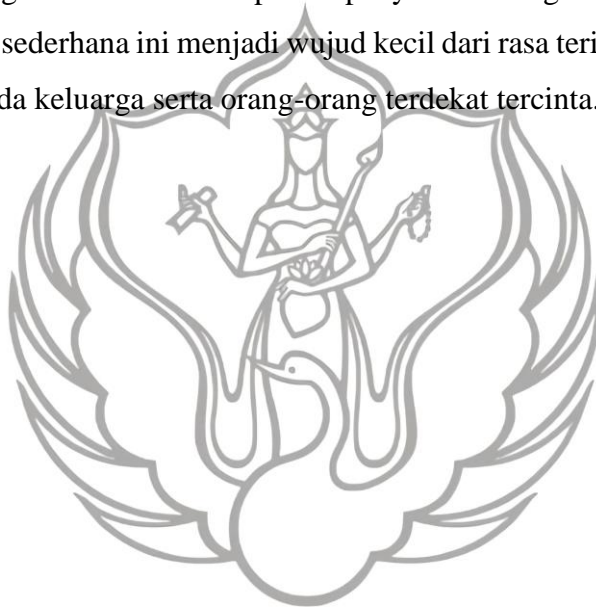 sederhana ini menjadi wujud kecil dari rasa teri
da keluarga serta orang-orang terdekat tercinta.